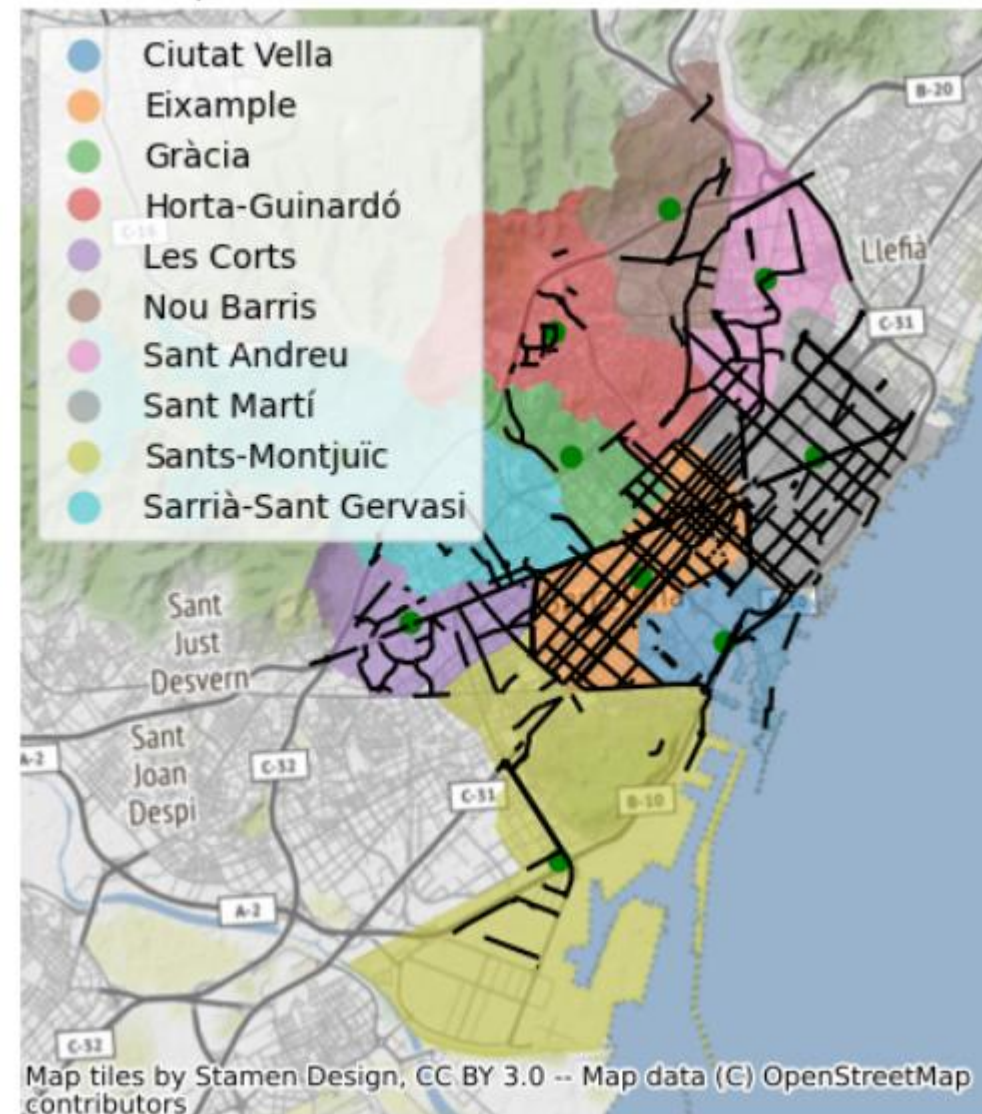 Ciutat Vella
Eixample
Gràcia
Horta-Guinardó
Les Corts
Nou Barris
Sant Andreu
Sant Martí
Sants-Montjuïc
Sarrià-Sant Gervasi
B-20
C-16
Llefià
C-31
Sant
Just
Desvern
Sant
Joan
Despi
A-2
C-32
C-31
B-10
A-2
C-32
Map tiles by Stamen Design, CC BY 3.0 -- Map data (C) OpenStreetMap
contributors